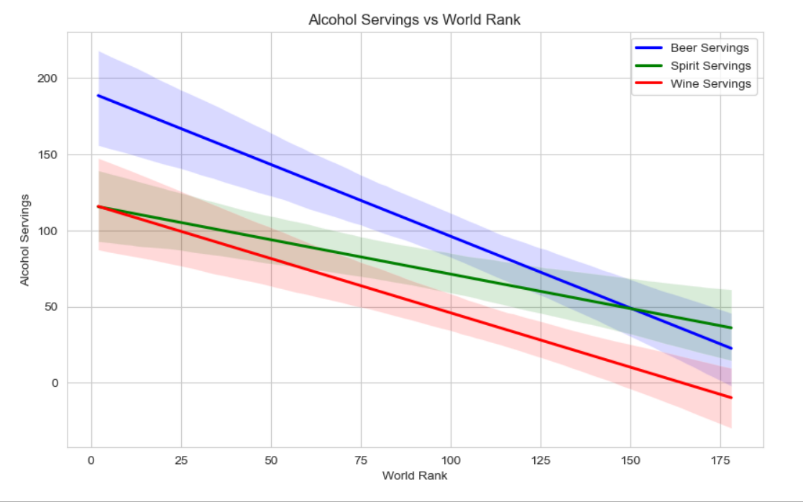 Alcohol Servings vs World Rank
Beer Servings
Spirit Servings
Wine Servings
200
150
100
50
0
Alcohol Servings
0 25 50 75 100 125 150 175
World Rank